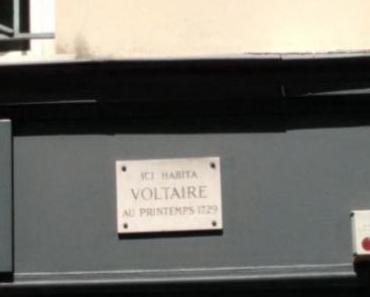 ICI HABITA
VOLTAIRE
AU PRINTEMPS 1729